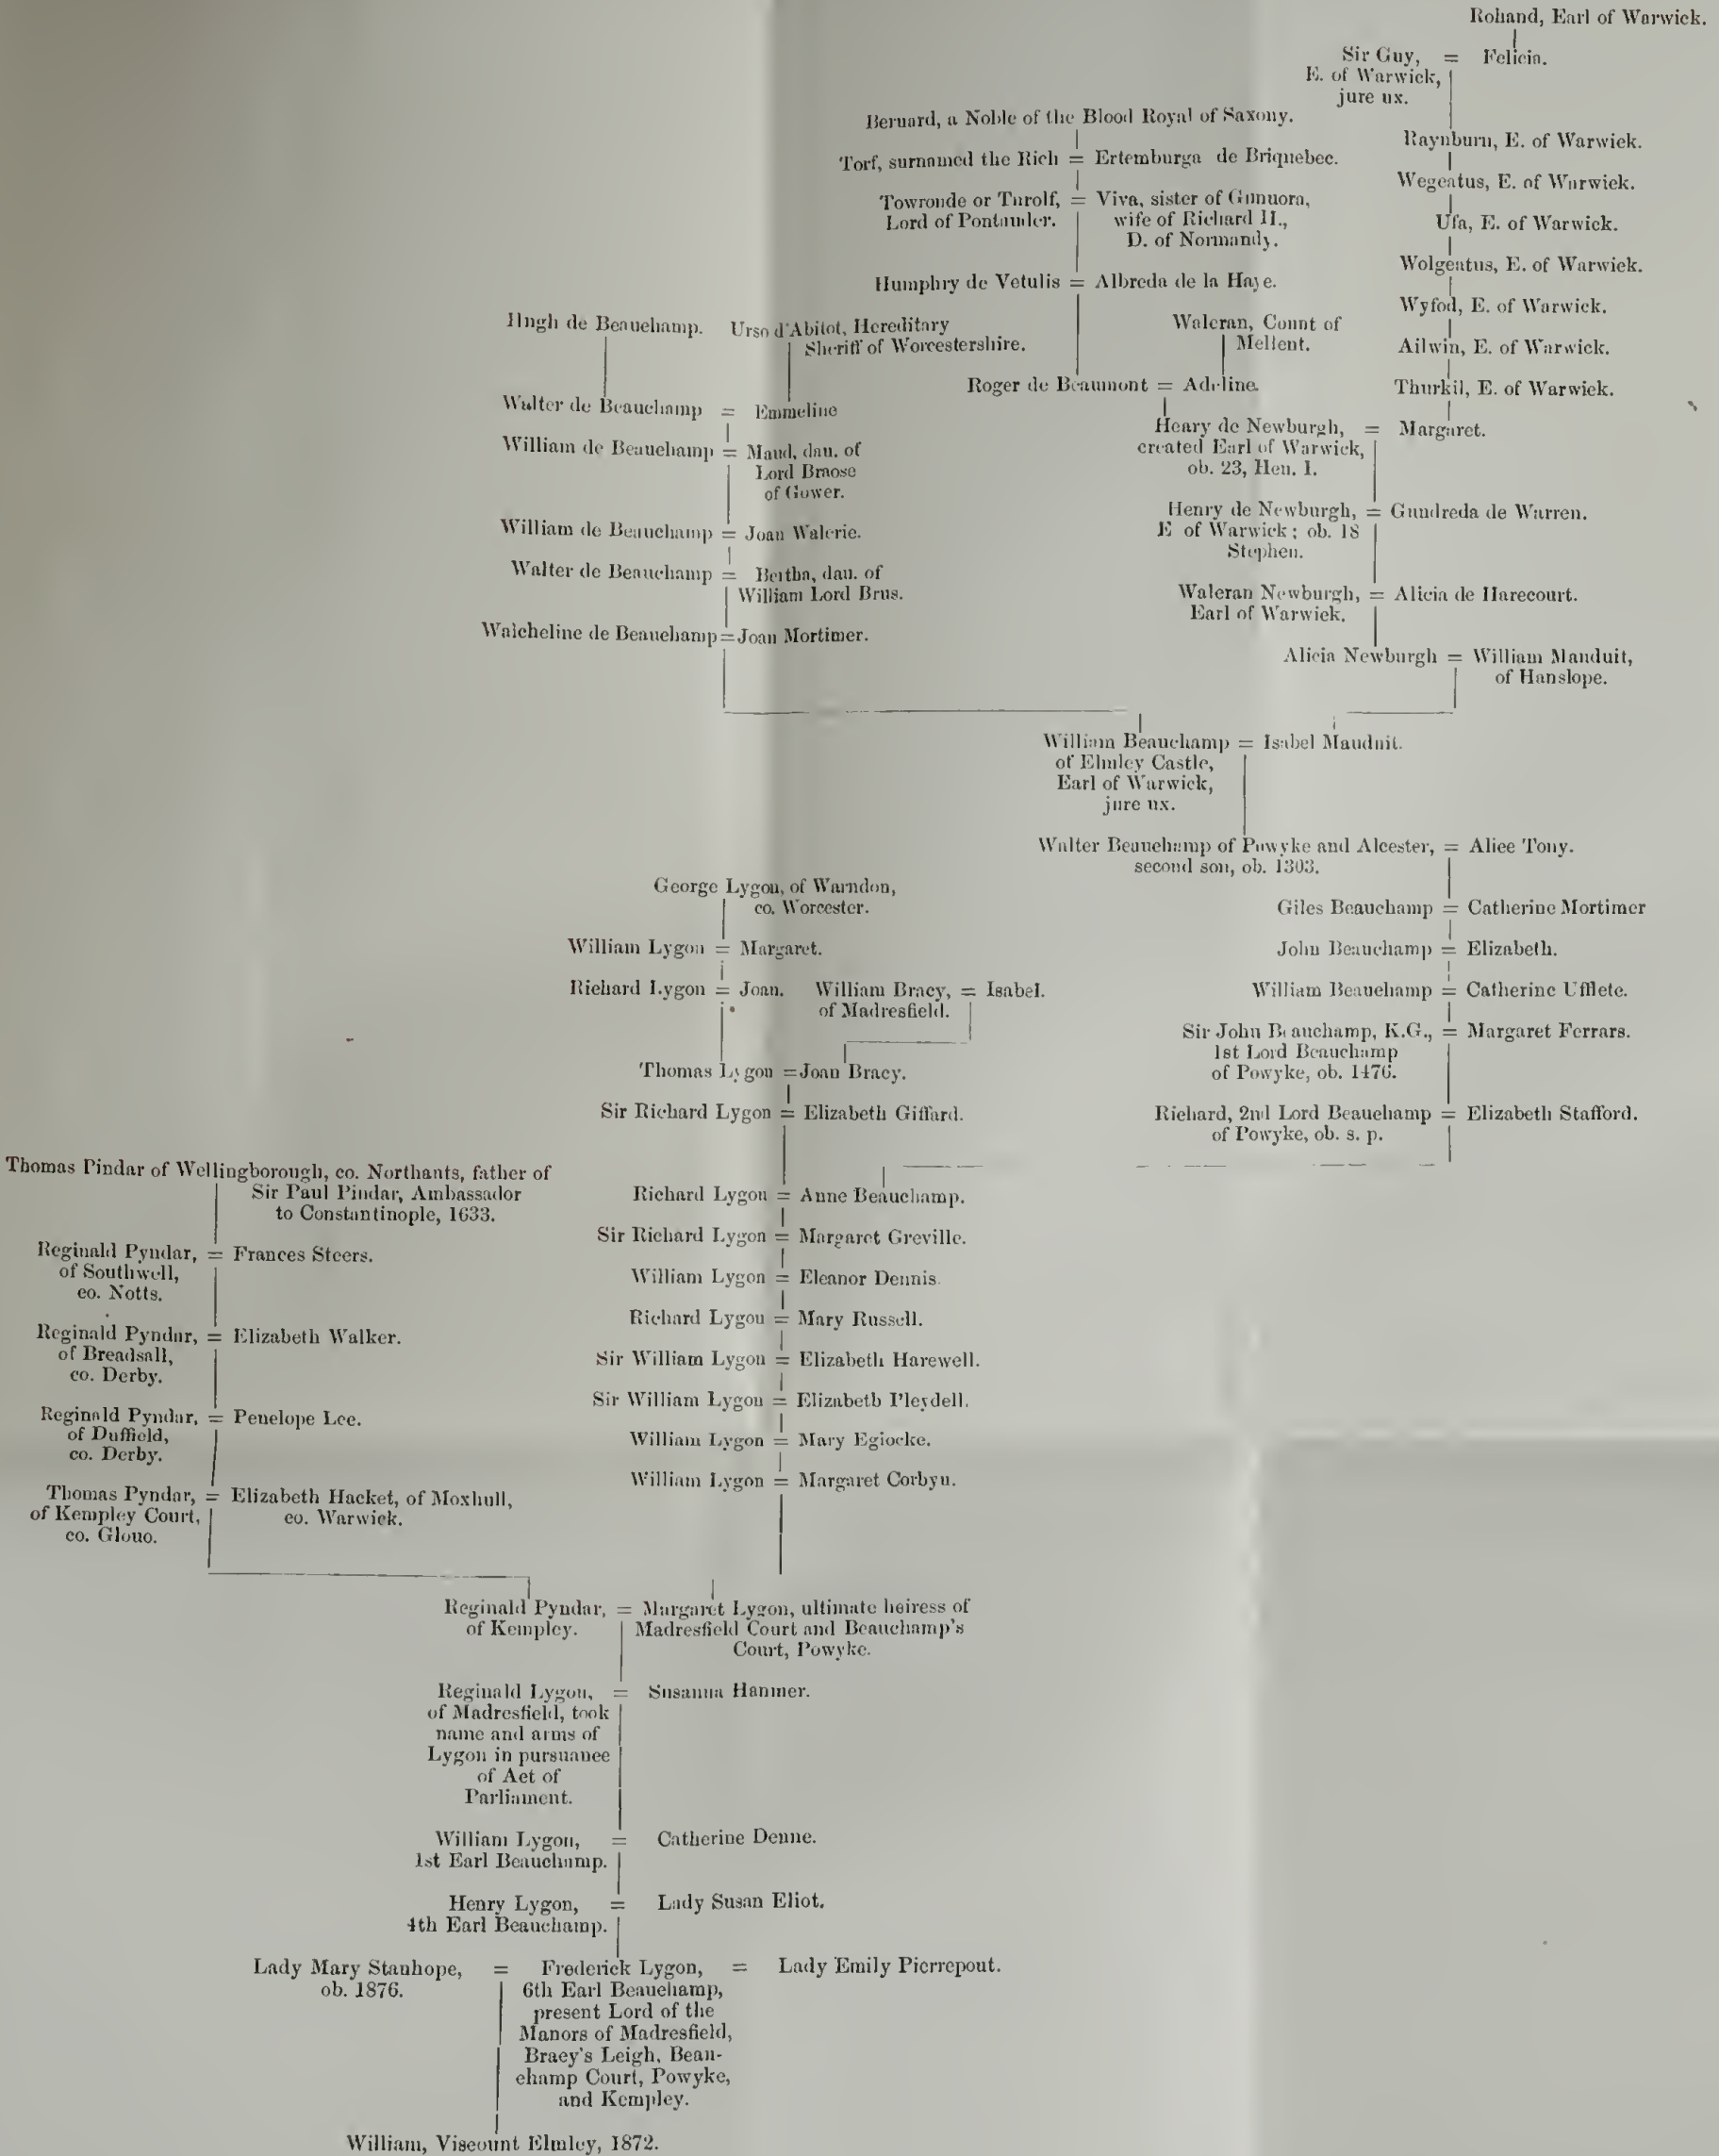 Rohand, Earl of Warwick.
Sir Guy, = Felicia.
E. of Warwick,
jure ux.
Bernard, a Noble of the Blood Royal of Saxony.
Raynburn, E. of Warwick.
Torf, surnamed the Rich = Ertemburga de Briquebec.
Wegeatus, E. of Warwick.
Towronde or Turolf, = Viva, sister of Gunnora,
Lord of Pontauder. wife of Richard II.,
D. of Normandy.
Ufa, E. of Warwick.
Wolgeatus, E. of Warwick.
Humphry de Vetulis = Albreda de la Haye.
Wyfod, E. of Warwick.
Hugh de Beauchamp. Urso d'Abitot, Hereditary
Sheriff of Worcestershire.
Waleran, Count of
Mellent.
Ailwin, E. of Warwick.
Roger de Beaumont = Adeline.
Thurkil, E. of Warwick.
Walter de Beauchamp = Emmeline
Henry de Newburgh, = Margaret.
created Earl of Warwick,
ob. 23, Hen. I.
William de Beauchamp = Maud, dau. of
Lord Braose
of Gower.
Henry de Newburgh, = Gundreda de Warren.
E of Warwick; ob. 18
Stephen.
William de Beauchamp = Joan Walerie.
Walter de Beauchamp = Bertha, dau. of
William Lord Brus.
Waleran Newburgh, = Alicia de Harecourt.
Earl of Warwick.
Walcheline de Beauchamp = Joan Mortimer.
Alicia Newburgh = William Manduit,
of Hanslope.
William Beauchamp = Isabel Mauduit.
of Elmley Castle,
Earl of Warwick,
jure ux.
Walter Beauchamp of Powyke and Alcester, = Alice Tony.
second son, ob. 1303.
George Lygon, of Warndon,
co. Worcester.
Giles Beauchamp = Catherine Mortimer
William Lygon = Margaret.
John Beauchamp = Elizabeth.
Richard Lygon = Joan. William Bracy, = Isabel.
of Madresfield.
William Beauchamp = Catherine Ufflete.
Sir John Beauchamp, K.G., = Margaret Ferrars.
1st Lord Beauchamp
of Powyke, ob. 1476.
Thomas Lygon = Joan Bracy.
Sir Richard Lygon = Elizabeth Giffard.
Richard, 2nd Lord Beauchamp = Elizabeth Stafford.
of Powyke, ob. s. p.
Thomas Pindar of Wellingborough, co. Northants, father of
Sir Paul Pindar, Ambassador
to Constantinople, 1633.
Richard Lygon = Anne Beauchamp.
Sir Richard Lygon = Margaret Greville.
Reginald Pyndar, = Frances Steers.
of Southwell,
co. Notts.
William Lygon = Eleanor Dennis.
Richard Lygon = Mary Russell.
Reginald Pyndar, = Elizabeth Walker.
of Breadsall,
co. Derby.
Sir William Lygon = Elizabeth Harewell.
Sir William Lygon = Elizabeth Pleydell.
Reginald Pyndar, = Penelope Lee.
of Duffield,
co. Derby.
William Lygon = Mary Egiocke.
William Lygon = Margaret Corbyn.
Thomas Pyndar, = Elizabeth Hacket, of Moxhull,
of Kempley Court, co. Warwick.
co. Glouo.
Reginald Pyndar, = Margaret Lygon, ultimate heiress of
of Kempley. Madresfield Court and Beauchamp's
Court, Powyke.
Reginald Lygon, = Susanna Hanmer.
of Madresfield, took
name and arms of
Lygon in pursuance
of Act of
Parliament.
William Lygon, = Catherine Denne.
1st Earl Beauchamp.
Henry Lygon, = Lady Susan Eliot.
4th Earl Beauchamp.
Lady Mary Stanhope, = Frederick Lygon, = Lady Emily Pierrepont.
ob. 1876. 6th Earl Beauchamp,
present Lord of the
Manors of Madresfield,
Bracy's Leigh, Beau-
champ Court, Powyke,
and Kempley.
William, Viscount Elmley, 1872.